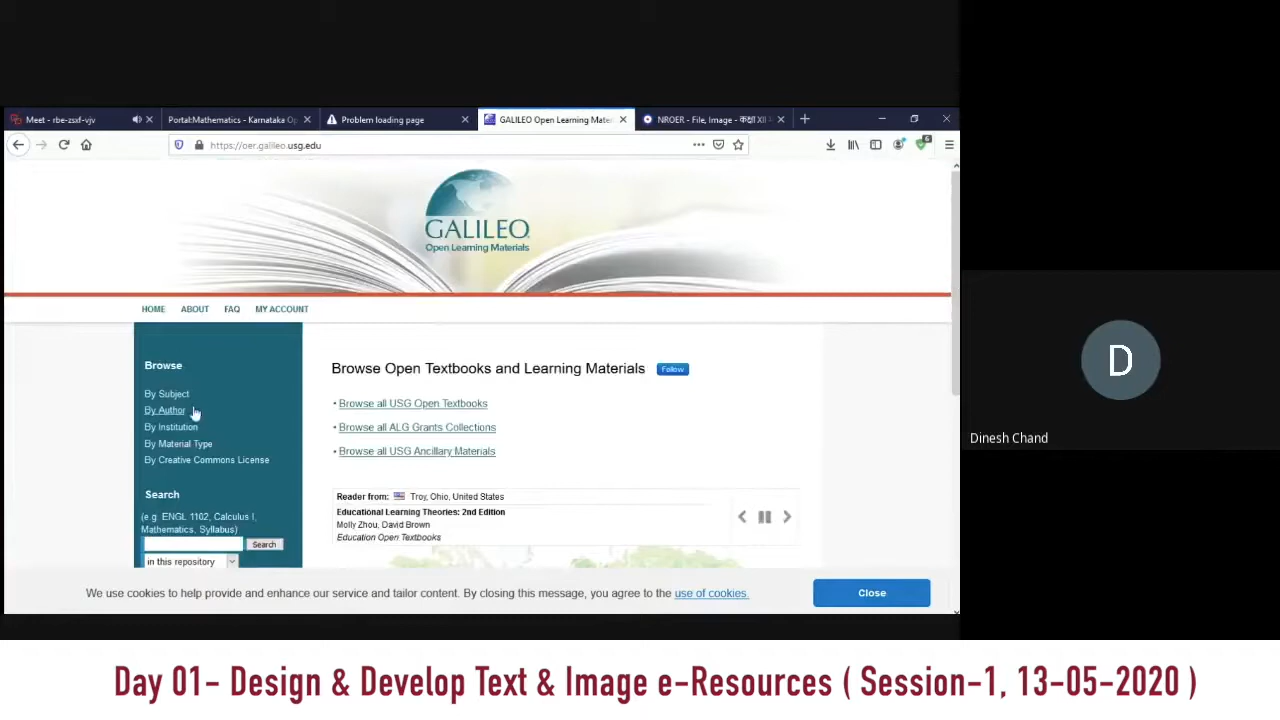 Meet - rbe-zsxf-vjv
Portal:Mathematics - Karnataka Op
Problem loading page
GALILEO Open Learning Mate
NROER - File, Image - कक्षा XII
https://oer.galileo.usg.edu
6
GALILEO
Open Learning Materials
HOME ABOUT FAQ MY ACCOUNT
Browse
By Subject
By Author
By Institution
By Material Type
By Creative Commons License
Search
(e.g. ENGL 1102, Calculus I,
Mathematics, Syllabus)
Search
in this repository
Browse Open Textbooks and Learning Materials Follow
• Browse all USG Open Textbooks
• Browse all ALG Grants Collections
• Browse all USG Ancillary Materials
Reader from: Troy, Ohio, United States
Educational Learning Theories: 2nd Edition
Molly Zhou, David Brown
Education Open Textbooks
We use cookies to help provide and enhance our service and tailor content. By closing this message, you agree to the use of cookies.
Close
D
Dinesh Chand
Day 01- Design & Develop Text & Image e-Resources ( Session-1, 13-05-2020 )